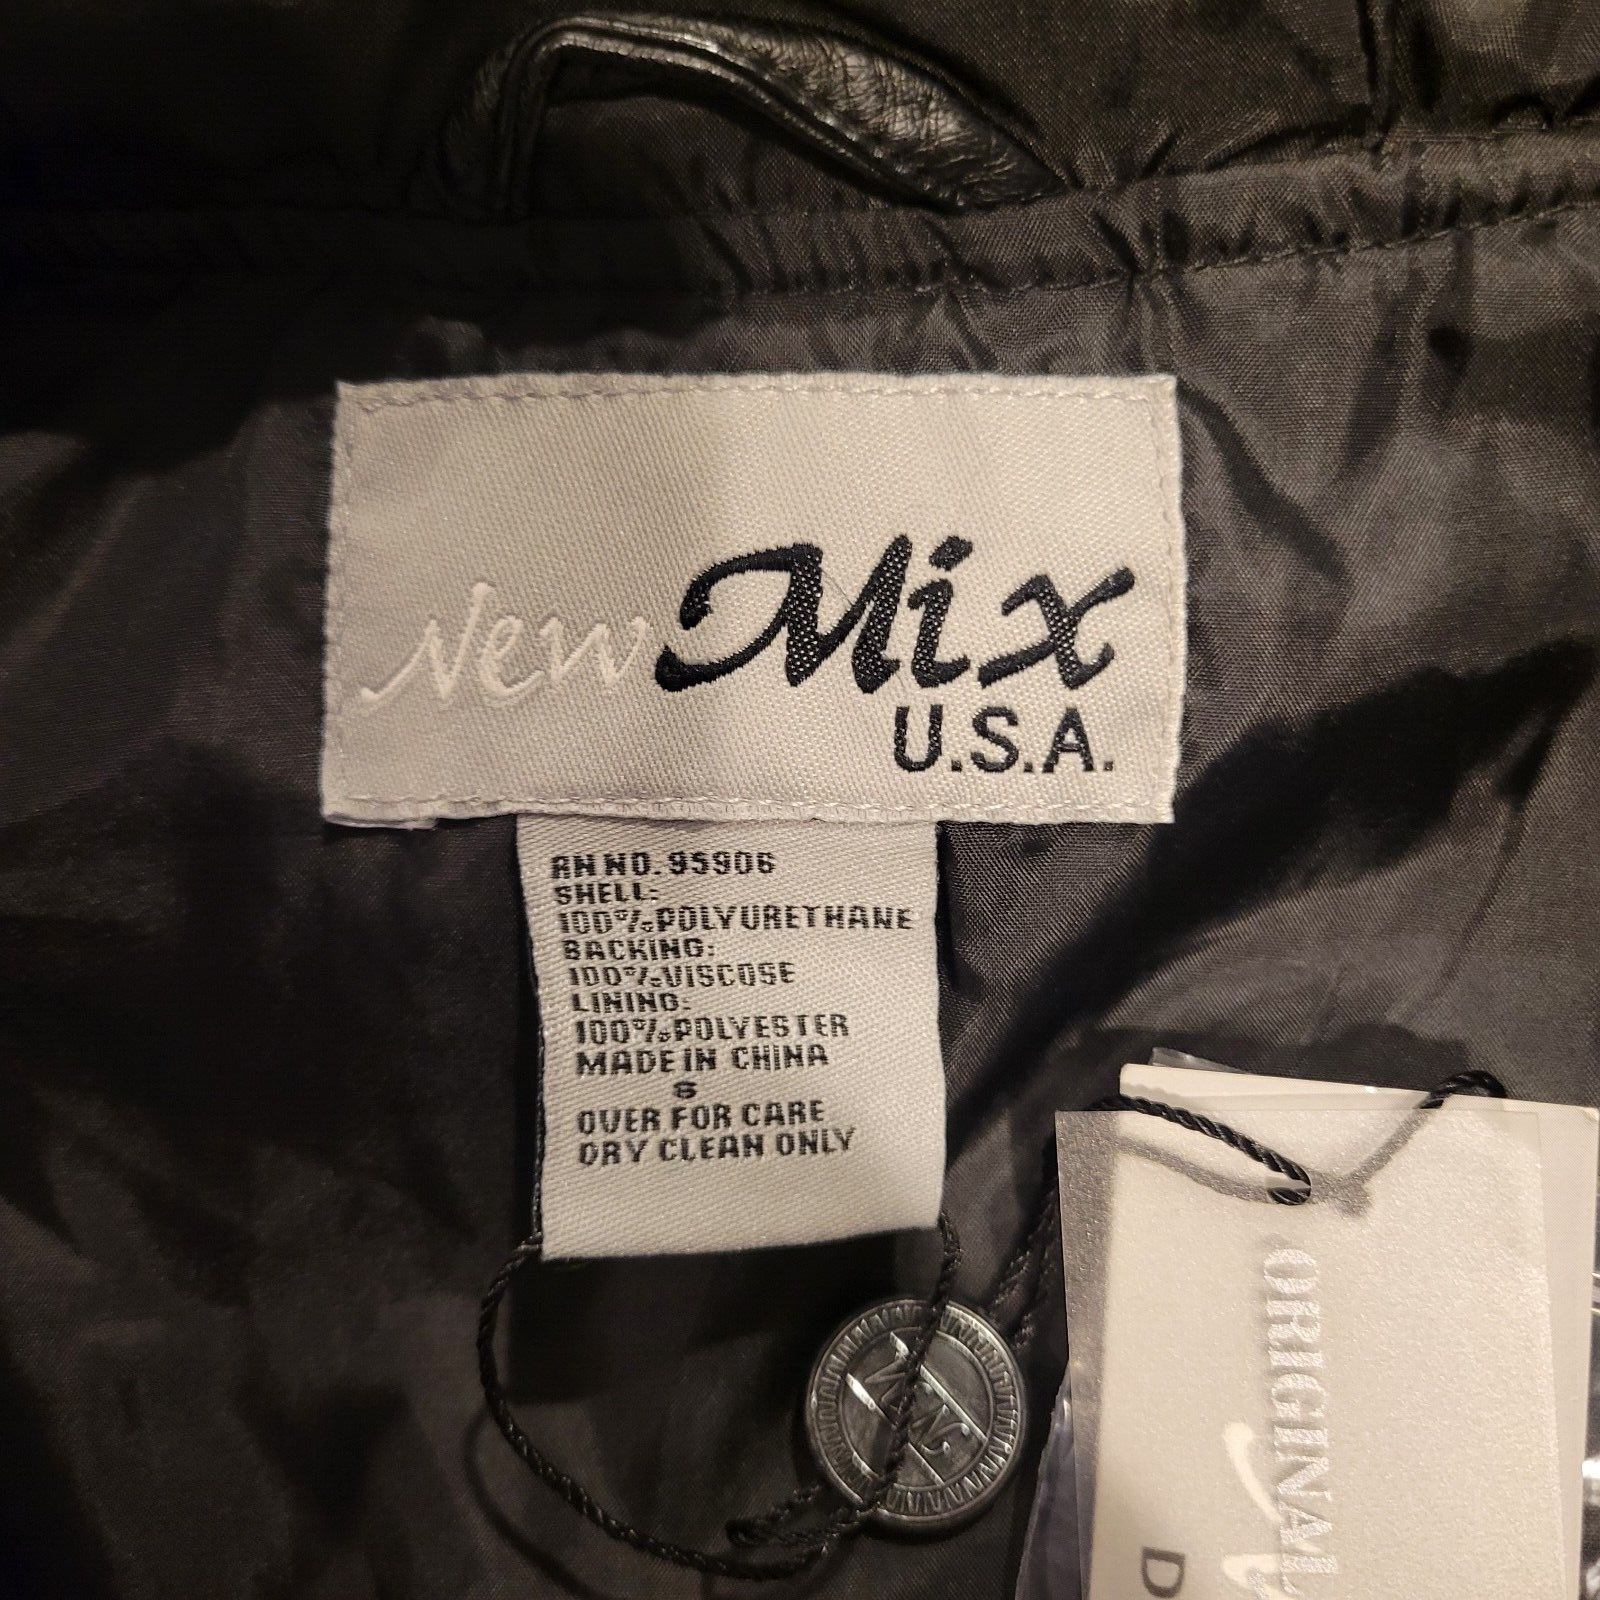 New Mix
U.S.A.
RN NO. 95906
SHELL:
100%POLYURETHANE
BACKING:
100%VISCOSE
LINING:
100%POLYESTER
MADE IN CHINA
S
OVER FOR CARE
DRY CLEAN ONLY
ORIGINAL
D